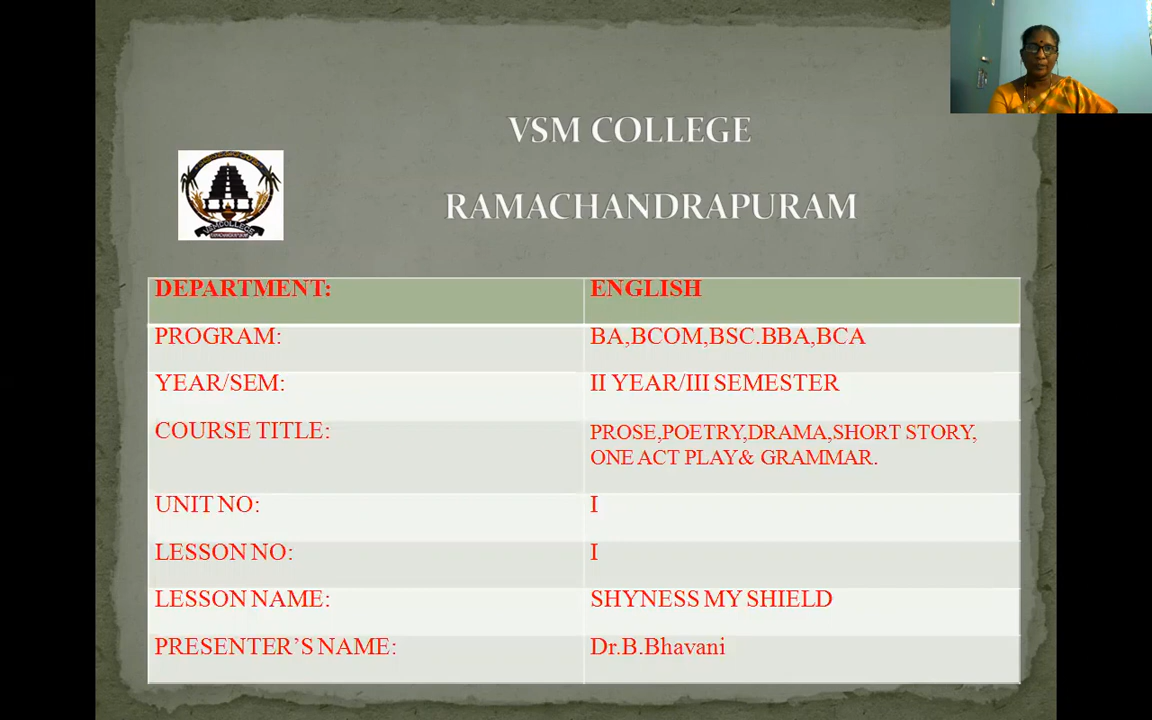 VSM COLLEGE
RAMACHANDRAPURAM
VSM COLLEGE
DEPARTMENT: ENGLISH
PROGRAM: BA,BCOM,BSC.BBA,BCA
YEAR/SEM: II YEAR/III SEMESTER
COURSE TITLE: PROSE,POETRY,DRAMA,SHORT STORY,
ONE ACT PLAY& GRAMMAR.
UNIT NO: I
LESSON NO: I
LESSON NAME: SHYNESS MY SHIELD
PRESENTER’S NAME: Dr.B.Bhavani